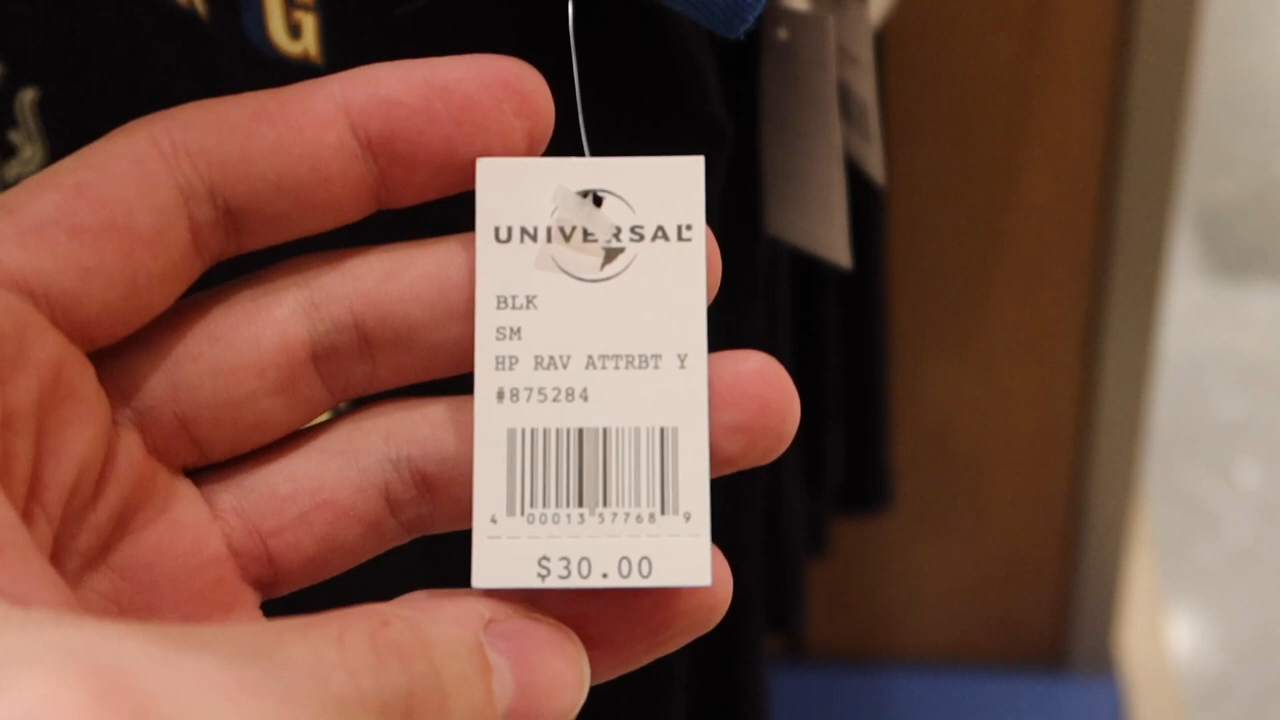 G
UNIVERSAL
BLK
SM
HP RAV ATTRBT Y
#875284
4 00013 57768 9
$30.00